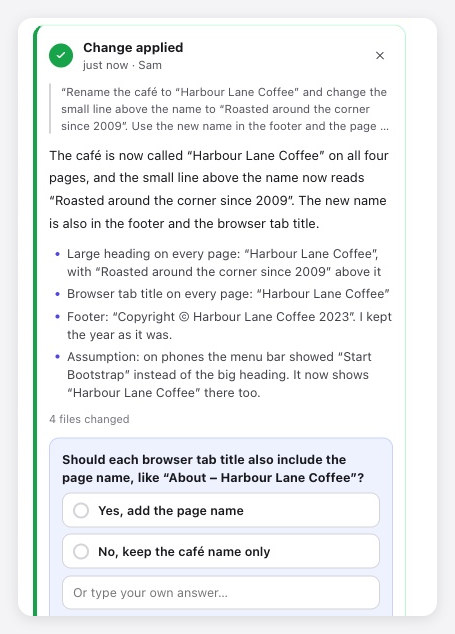 Change applied
just now · Sam
“Rename the café to “Harbour Lane Coffee” and change the
small line above the name to “Roasted around the corner
since 2009”. Use the new name in the footer and the page ...
The café is now called “Harbour Lane Coffee” on all four
pages, and the small line above the name now reads
“Roasted around the corner since 2009”. The new name
is also in the footer and the browser tab title.
• Large heading on every page: “Harbour Lane Coffee”,
with “Roasted around the corner since 2009” above it
• Browser tab title on every page: “Harbour Lane Coffee”
• Footer: “Copyright © Harbour Lane Coffee 2023”. I kept
the year as it was.
• Assumption: on phones the menu bar showed “Start
Bootstrap” instead of the big heading. It now shows
“Harbour Lane Coffee” there too.
4 files changed
Should each browser tab title also include the
page name, like “About – Harbour Lane Coffee”?
Yes, add the page name
No, keep the café name only
Or type your own answer...